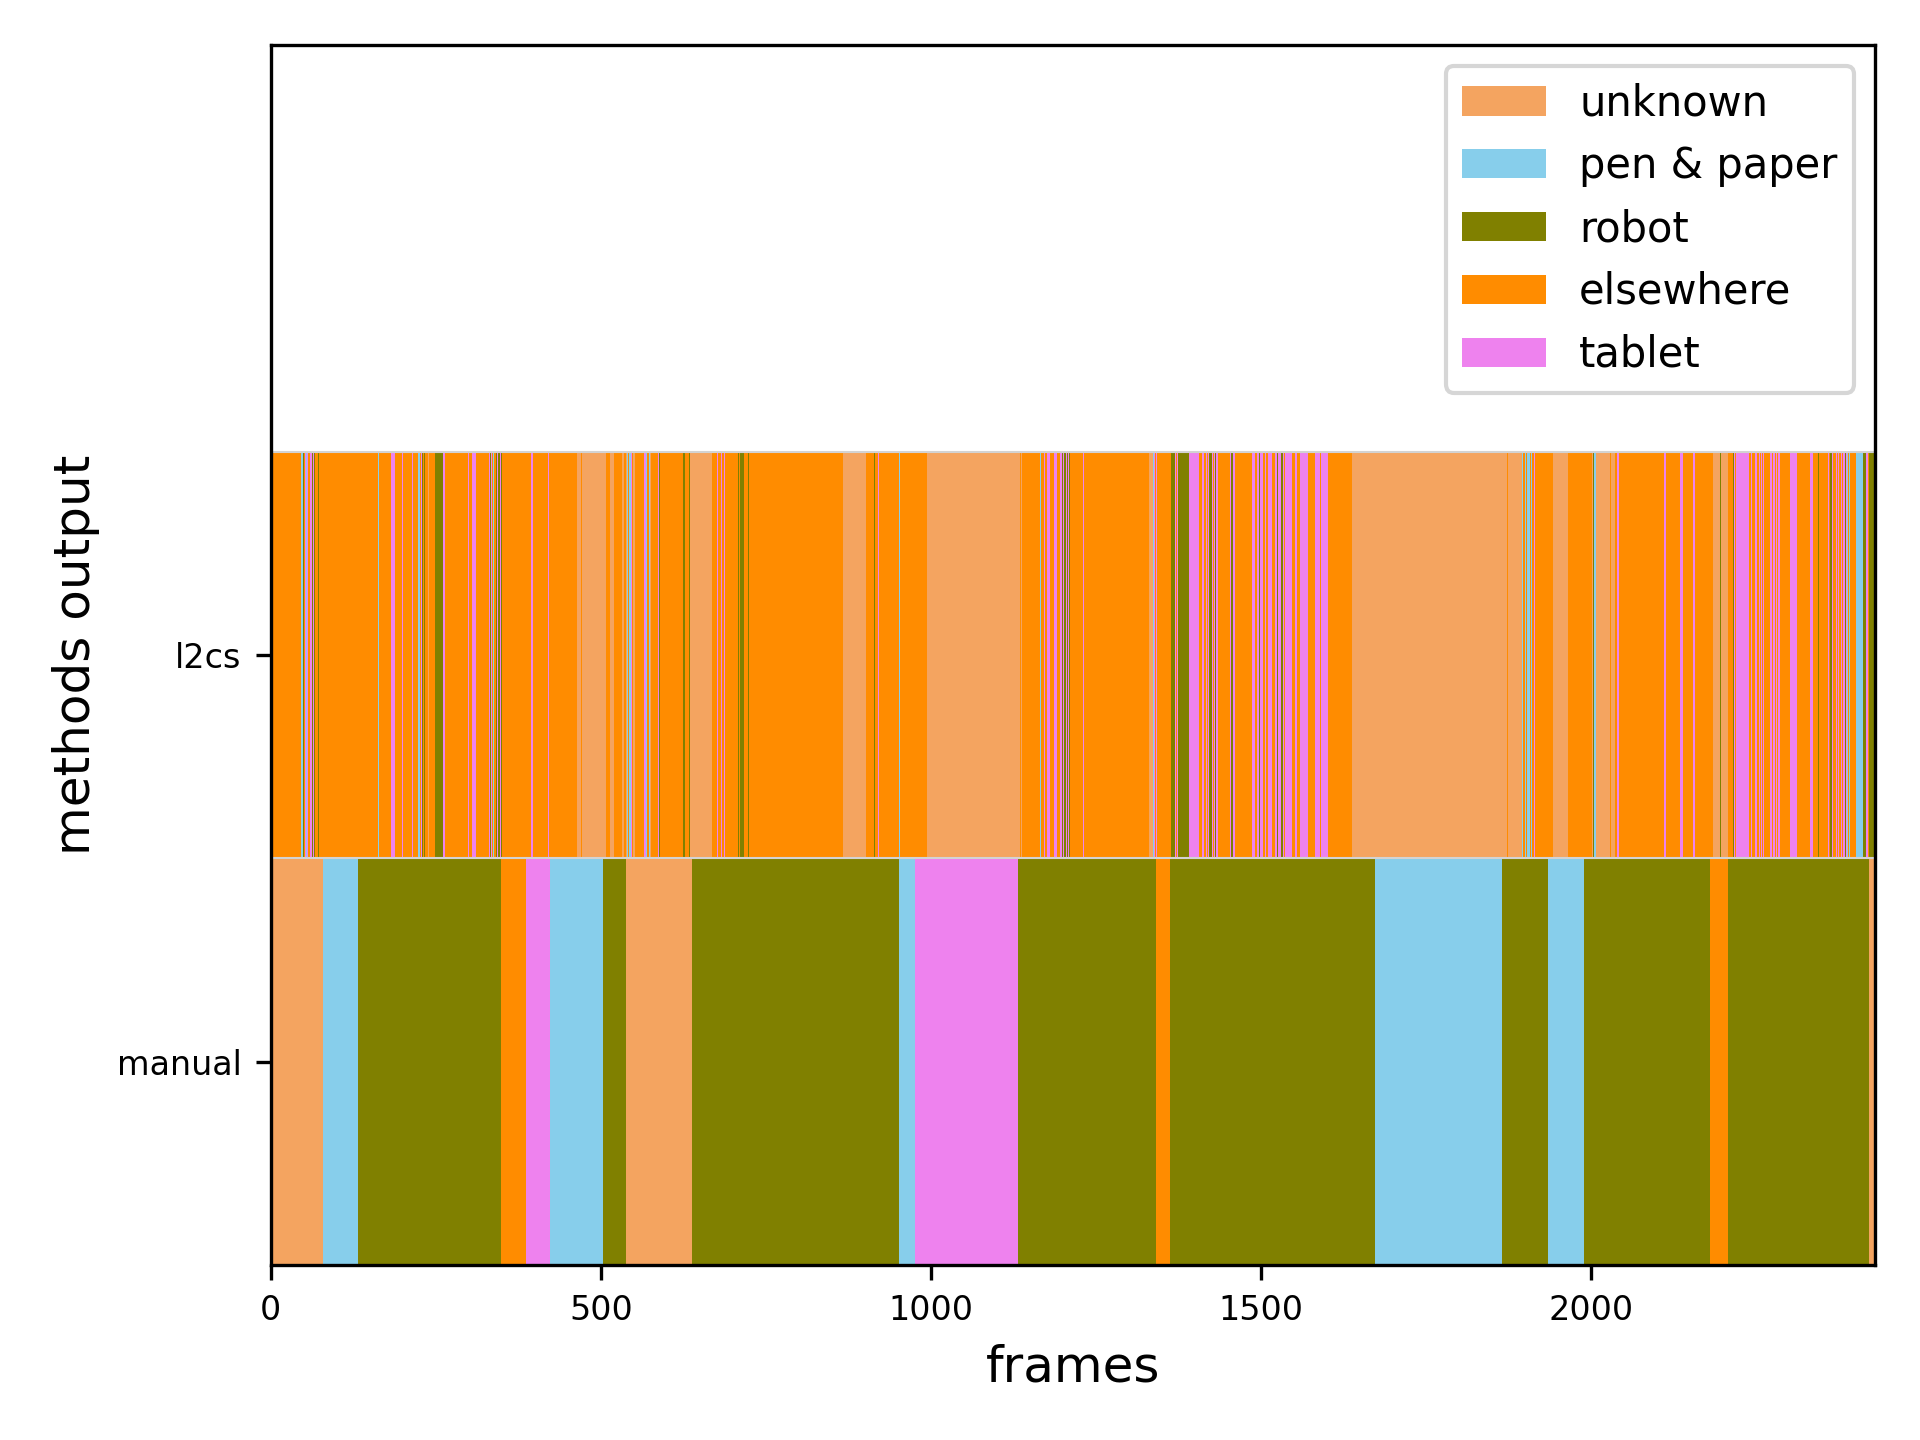 unknown
pen & paper
robot
elsewhere
tablet
methods output
l2cs
manual
0 500 1000 1500 2000
frames